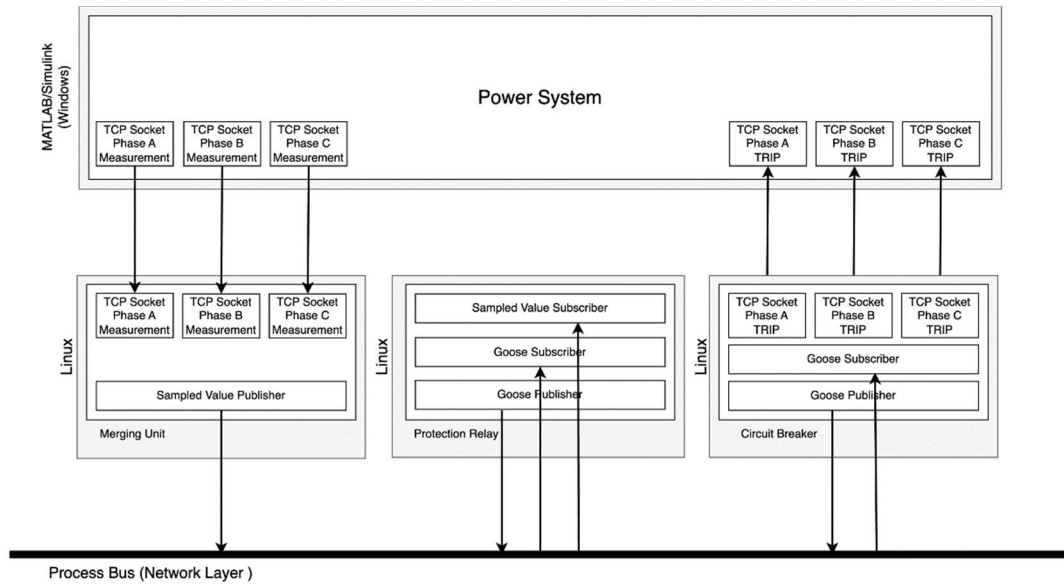 MATLAB/Simulink
(Windows)
Power System
TCP Socket
Phase A
Measurement
TCP Socket
Phase B
Measurement
TCP Socket
Phase C
Measurement
TCP Socket
Phase A
TRIP
TCP Socket
Phase B
TRIP
TCP Socket
Phase C
TRIP
Linux
TCP Socket
Phase A
Measurement
TCP Socket
Phase B
Measurement
TCP Socket
Phase C
Measurement
Sampled Value Publisher
Merging Unit
Linux
Sampled Value Subscriber
Goose Subscriber
Goose Publisher
Protection Relay
Linux
TCP Socket
Phase A
TRIP
TCP Socket
Phase B
TRIP
TCP Socket
Phase C
TRIP
Goose Subscriber
Goose Publisher
Circuit Breaker
Process Bus (Network Layer )